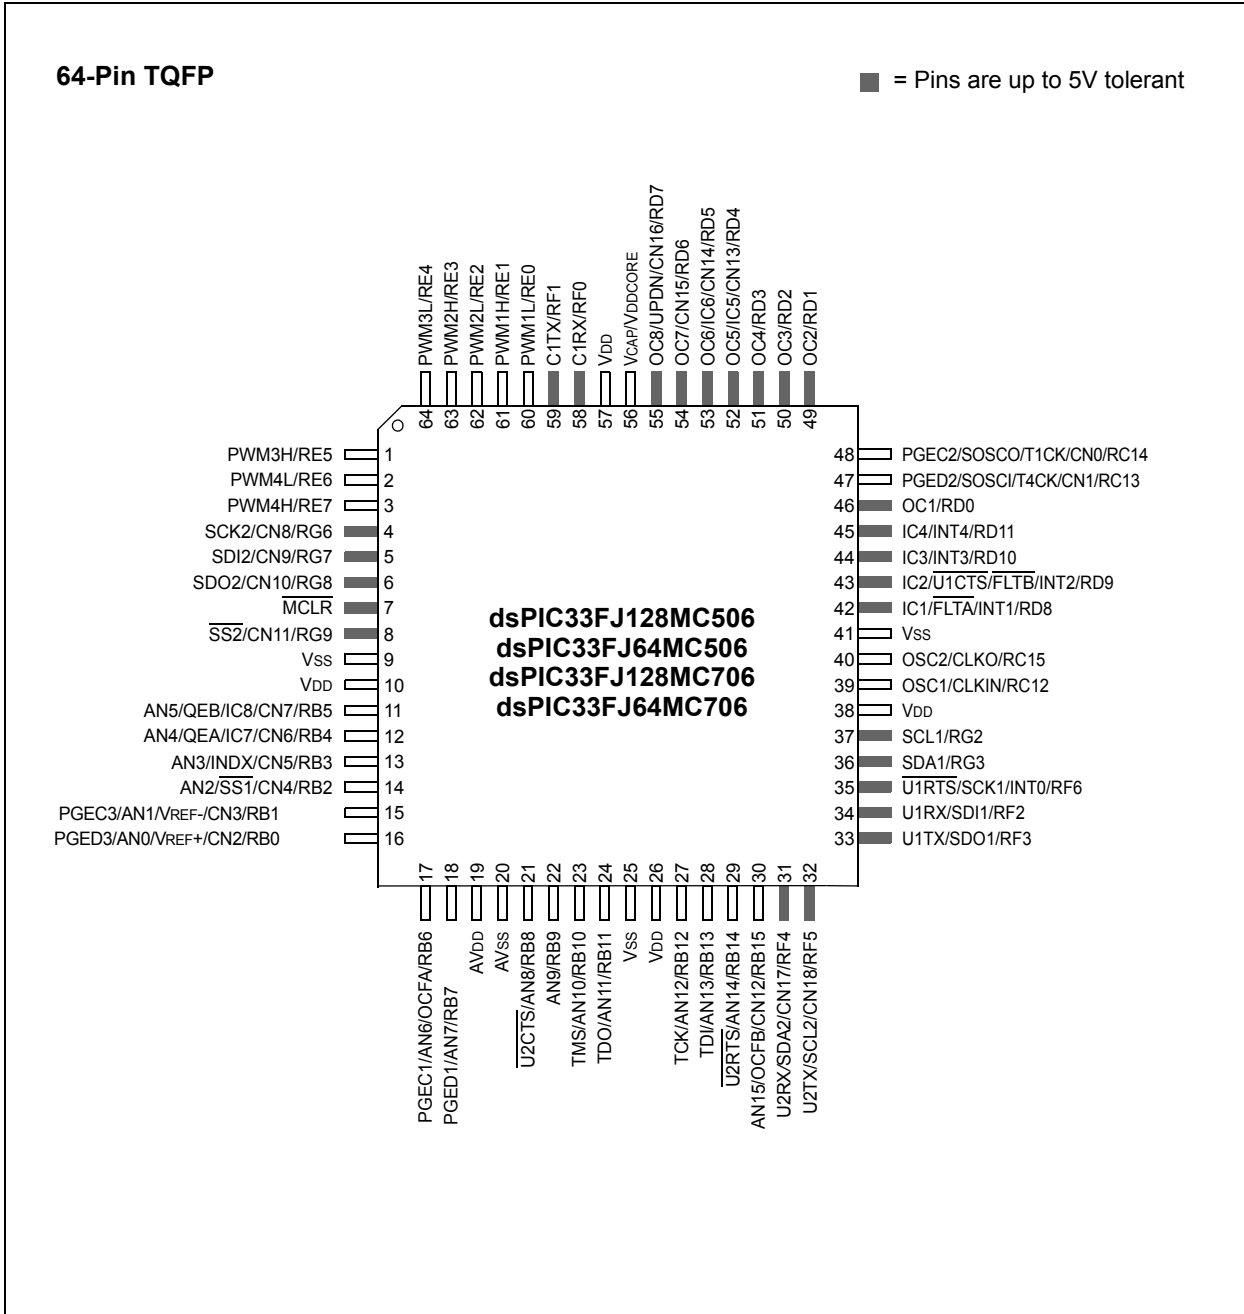 64-Pin TQFP
= Pins are up to 5V tolerant
64 PWM3L/RE4
63 PWM2H/RE3
62 PWM2L/RE2
61 PWM1H/RE1
60 PWM1L/RE0
59 C1TX/RF1
58 C1RX/RF0
57 VDD
56 VCAP/VDDCORE
55 OC8/UPDN/CN16/RD7
54 OC7/CN15/RD6
53 OC6/IC6/CN14/RD5
52 OC5/IC5/CN13/RD4
51 OC4/RD3
50 OC3/RD2
49 OC2/RD1
PWM3H/RE5 1
PWM4L/RE6 2
PWM4H/RE7 3
SCK2/CN8/RG6 4
SDI2/CN9/RG7 5
SDO2/CN10/RG8 6
MCLR 7
SS2/CN11/RG9 8
VSS 9
VDD 10
AN5/QEB/IC8/CN7/RB5 11
AN4/QEA/IC7/CN6/RB4 12
AN3/INDX/CN5/RB3 13
AN2/SS1/CN4/RB2 14
PGEC3/AN1/VREF-/CN3/RB1 15
PGED3/AN0/VREF+/CN2/RB0 16
dsPIC33FJ128MC506
dsPIC33FJ64MC506
dsPIC33FJ128MC706
dsPIC33FJ64MC706
48 PGEC2/SOSCO/T1CK/CN0/RC14
47 PGED2/SOSCI/T4CK/CN1/RC13
46 OC1/RD0
45 IC4/INT4/RD11
44 IC3/INT3/RD10
43 IC2/U1CTS/FLTB/INT2/RD9
42 IC1/FLTA/INT1/RD8
41 VSS
40 OSC2/CLKO/RC15
39 OSC1/CLKIN/RC12
38 VDD
37 SCL1/RG2
36 SDA1/RG3
35 U1RTS/SCK1/INT0/RF6
34 U1RX/SDI1/RF2
33 U1TX/SDO1/RF3
17 PGEC1/AN6/OCFA/RB6
18 PGED1/AN7/RB7
19 AVDD
20 AVSS
21 U2CTS/AN8/RB8
22 AN9/RB9
23 TMS/AN10/RB10
24 TDO/AN11/RB11
25 VSS
26 VDD
27 TCK/AN12/RB12
28 TDI/AN13/RB13
29 U2RTS/AN14/RB14
30 AN15/OCFB/CN12/RB15
31 U2RX/SDA2/CN17/RF4
32 U2TX/SCL2/CN18/RF5